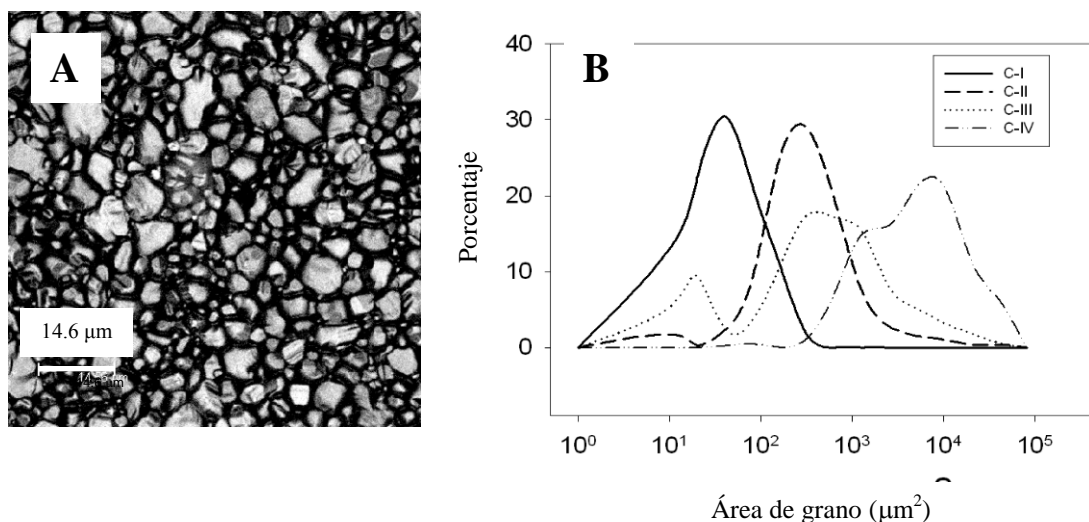 A
14.6 μm
B
40
30
20
10
0
Porcentaje
C-I
C-II
C-III
C-IV
10⁰
10¹
10²
10³
10⁴
10⁵
Área de grano (μm²)